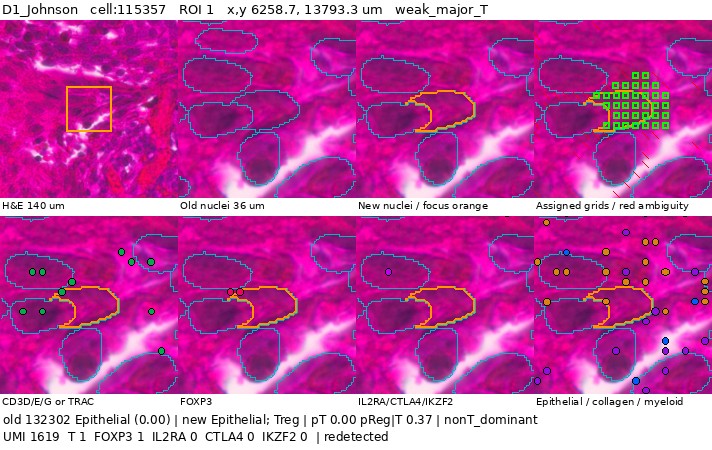 D1_Johnson   cell:115357   ROI 1   x,y 6258.7, 13793.3 um   weak_major_T
H&E 140 um
Old nuclei 36 um
New nuclei / focus orange
Assigned grids / red ambiguity
CD3D/E/G or TRAC
FOXP3
IL2RA/CTLA4/IKZF2
Epithelial / collagen / myeloid
old 132302 Epithelial (0.00) | new Epithelial; Treg | pT 0.00 pReg|T 0.37 | nonT_dominant
UMI 1619  T 1  FOXP3 1  IL2RA 0  CTLA4 0  IKZF2 0  | redetected